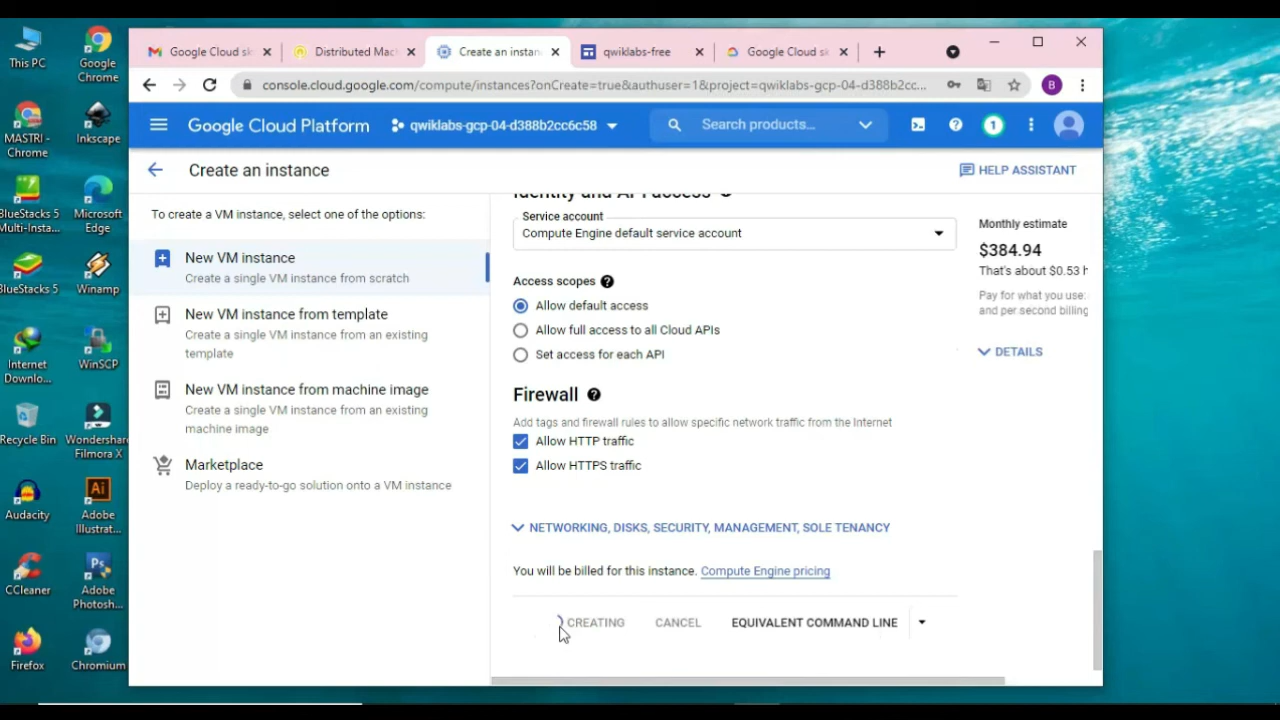 This PC
Google
Chrome
MASTRI -
Chrome
Inkscape
BlueStacks 5
Multi-Insta...
Microsoft
Edge
BlueStacks 5
Winamp
Internet
Downlo...
WinSCP
Recycle Bin
Wondershare
Filmora X
Audacity
Adobe
Illustrat...
CCleaner
Adobe
Photosh...
Firefox
Chromium
Google Cloud sk
Distributed Mac
Create an instan
qwiklabs-free
Google Cloud sk
console.cloud.google.com/compute/instances?onCreate=true&authuser=1&project=qwiklabs-gcp-04-d388b2cc6c...
B
Google Cloud Platform
qwiklabs-gcp-04-d388b2cc6c58
Search products...
1
Create an instance
HELP ASSISTANT
To create a VM instance, select one of the options:
New VM instance
Create a single VM instance from scratch
New VM instance from template
Create a single VM instance from an existing
template
New VM instance from machine image
Create a single VM instance from an existing
machine image
Marketplace
Deploy a ready-to-go solution onto a VM instance
Identity and API access
Service account
Compute Engine default service account
Access scopes
Allow default access
Allow full access to all Cloud APIs
Set access for each API
Firewall
Add tags and firewall rules to allow specific network traffic from the Internet
Allow HTTP traffic
Allow HTTPS traffic
NETWORKING, DISKS, SECURITY, MANAGEMENT, SOLE TENANCY
You will be billed for this instance. Compute Engine pricing
CREATING
CANCEL
EQUIVALENT COMMAND LINE
Monthly estimate
$384.94
That's about $0.53 h
Pay for what you use:
and per second billing
DETAILS